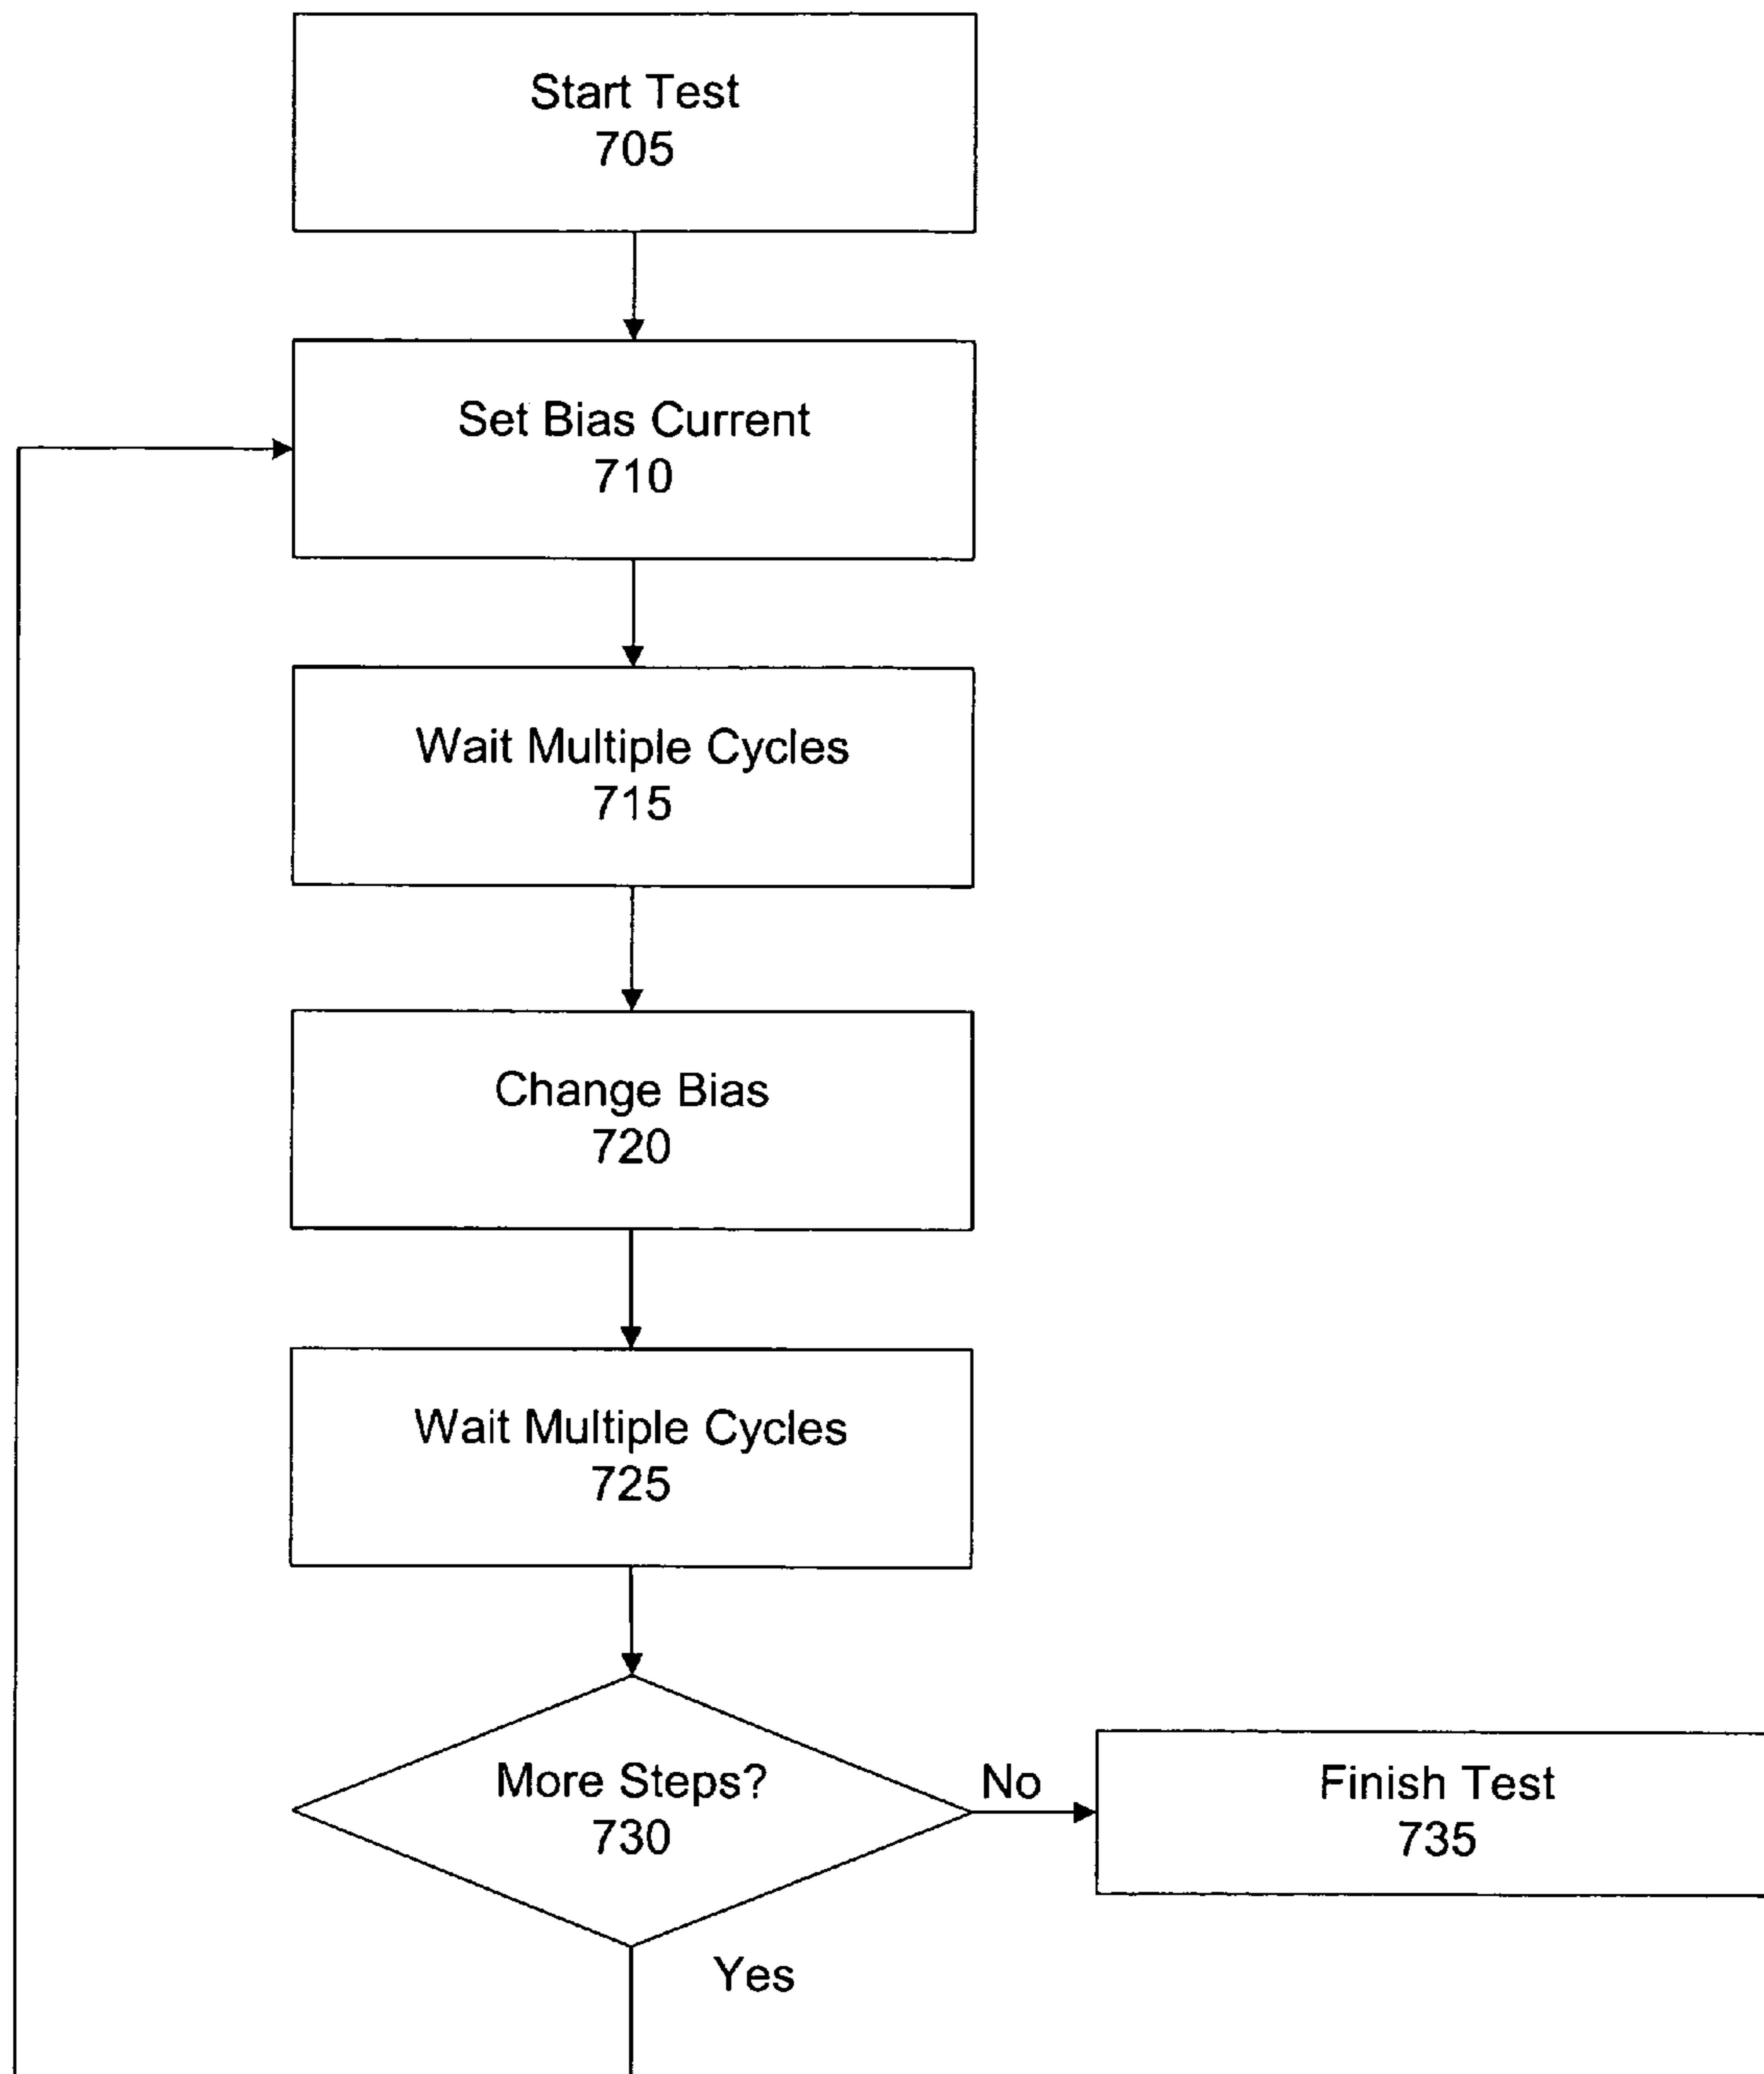 Start Test
705
Set Bias Current
710
Wait Multiple Cycles
715
Change Bias
720
Wait Multiple Cycles
725
More Steps?
730
No
Finish Test
735
Yes